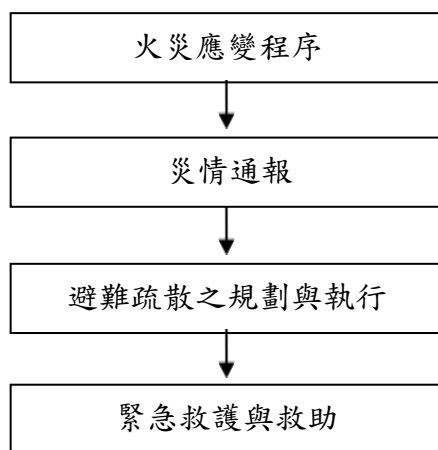 火災應變程序
災情通報
避難疏散之規劃與執行
緊急救護與救助